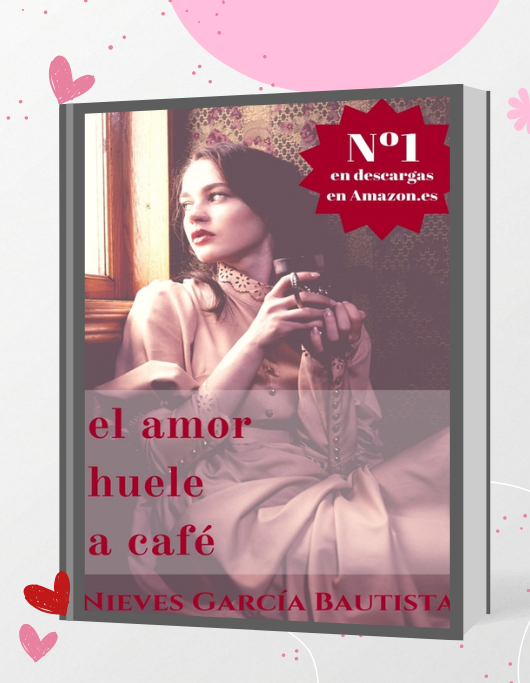 Nº1
en descargas
en Amazon.es
el amor
huele
a café
Nieves García Bautista